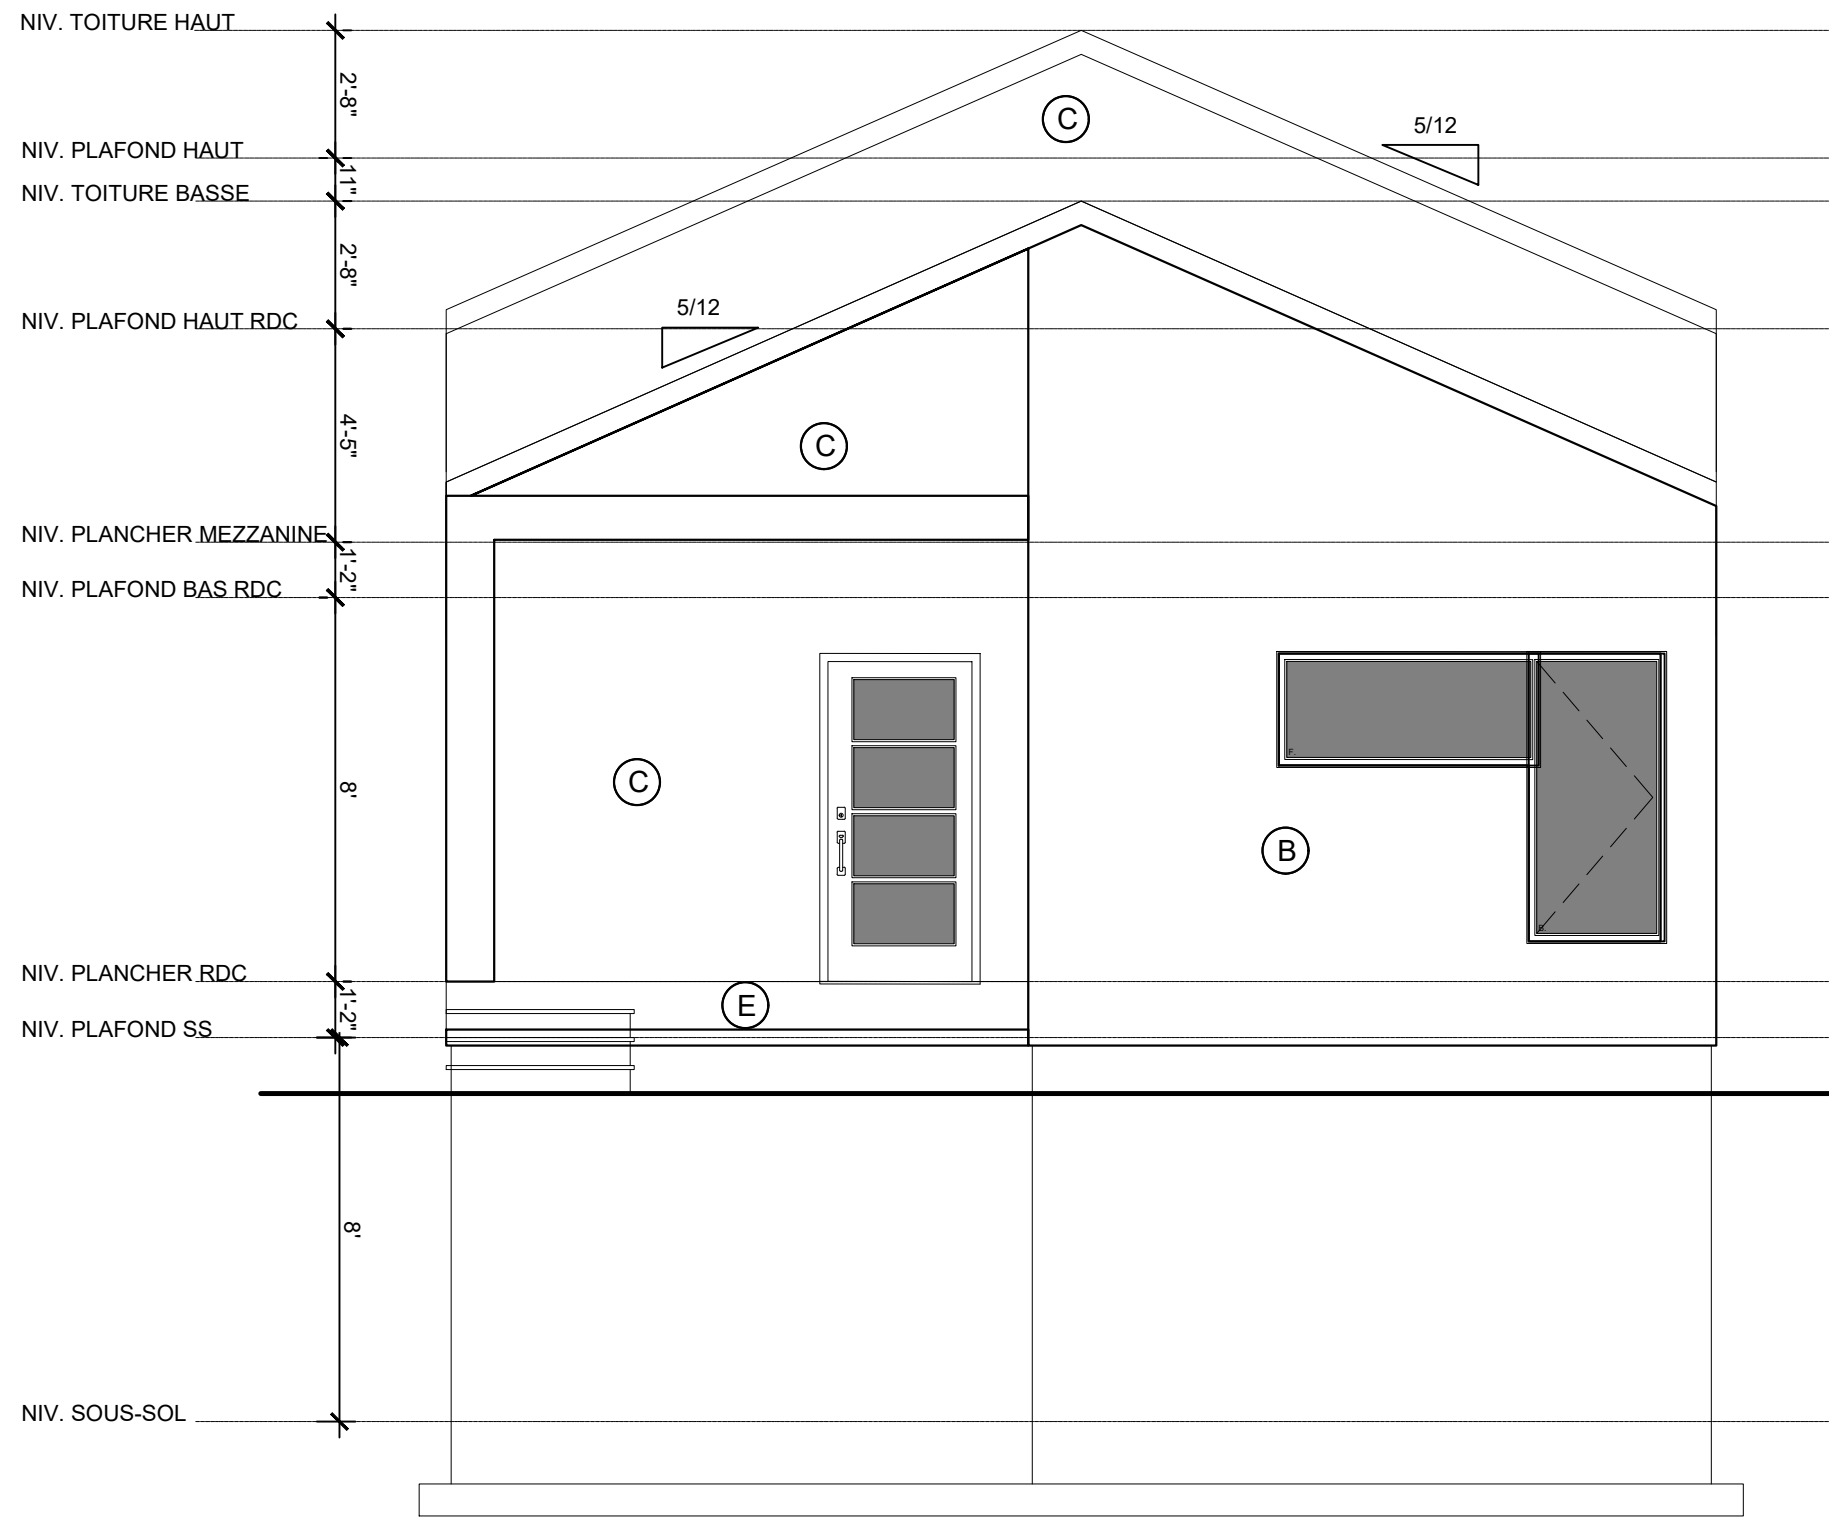 NIV. TOITURE HAUT
2'-8"
C
5/12
NIV. PLAFOND HAUT
11"
NIV. TOITURE BASSE
2'-8"
5/12
NIV. PLAFOND HAUT RDC
4'-5"
C
NIV. PLANCHER MEZZANINE
1'-2"
NIV. PLAFOND BAS RDC
F.
8'
C
B
B.
NIV. PLANCHER RDC
1'-2"
E
NIV. PLAFOND SS
8'
NIV. SOUS-SOL